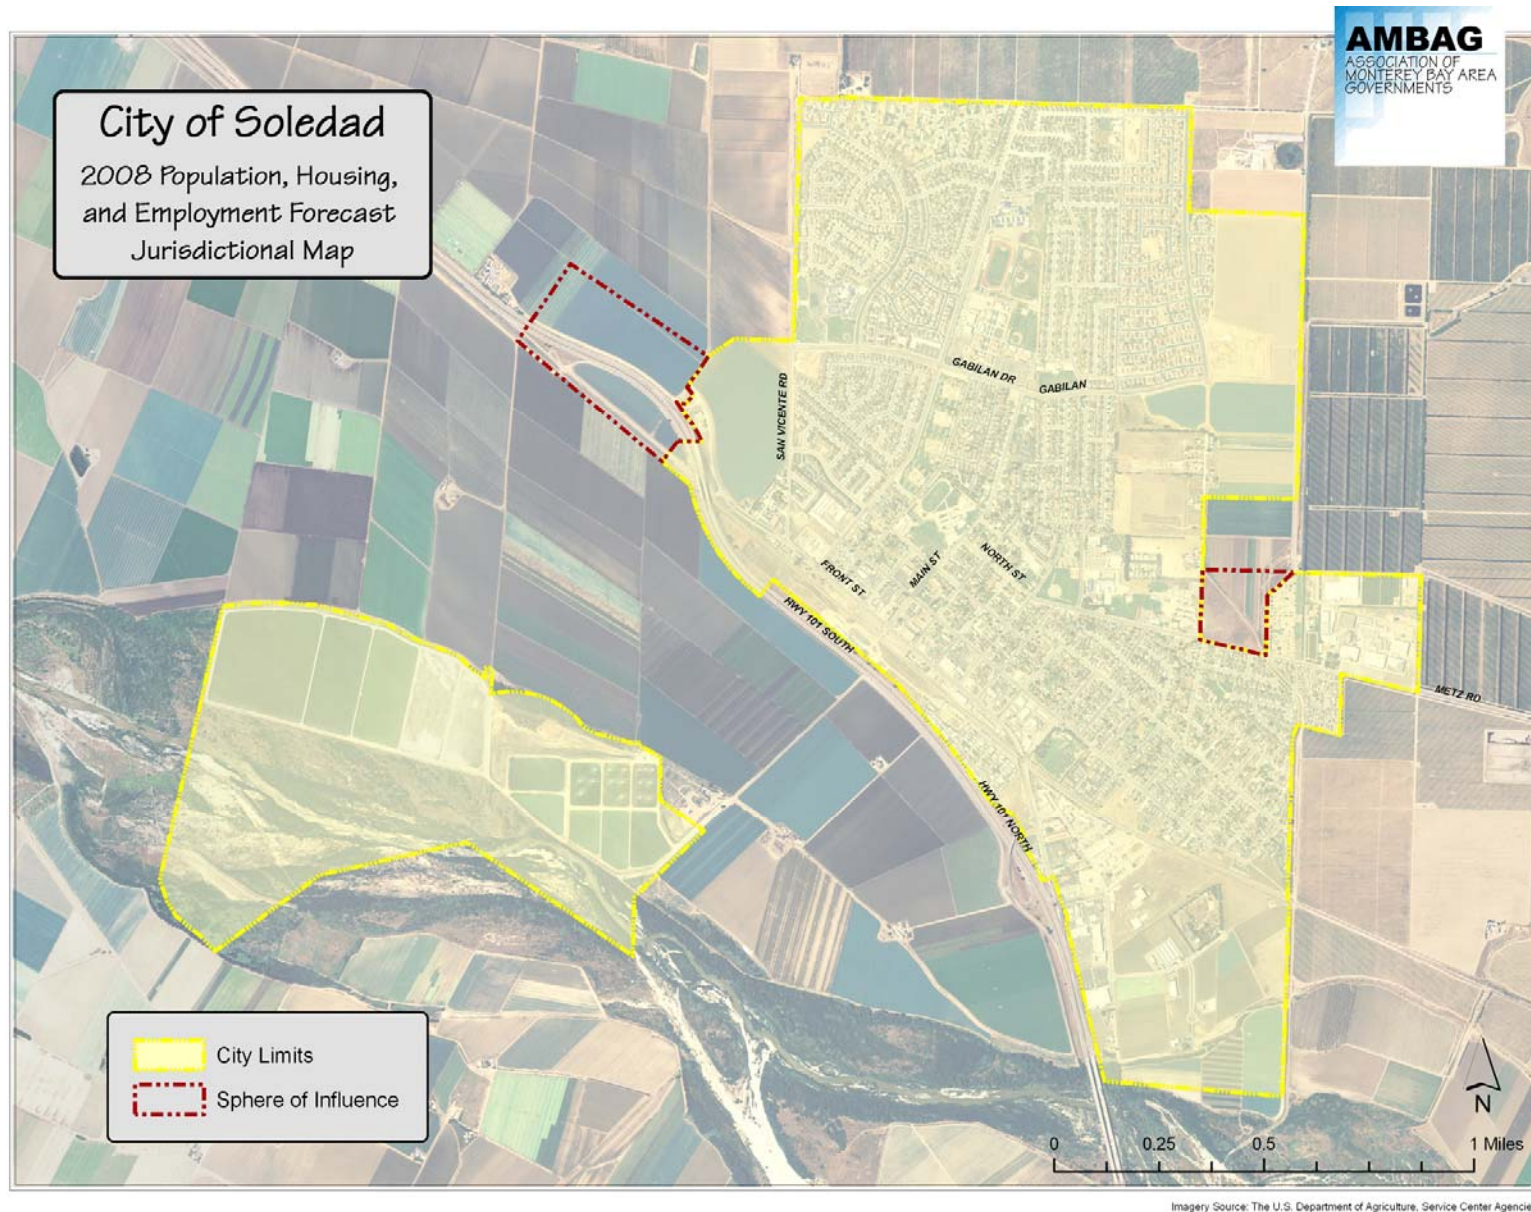 AMBAG
ASSOCIATION OF
MONTEREY BAY AREA
GOVERNMENTS
City of Soledad
2008 Population, Housing,
and Employment Forecast
Jurisdictional Map
SAN VICENTE RD
GABILAN DR
GABILAN
FRONT ST
MAIN ST
NORTH ST
HWY 101 SOUTH
METZ RD
HWY 101 NORTH
City Limits
Sphere of Influence
N
0 0.25 0.5 1 Miles
Imagery Source: The U.S. Department of Agriculture, Service Center Agencie